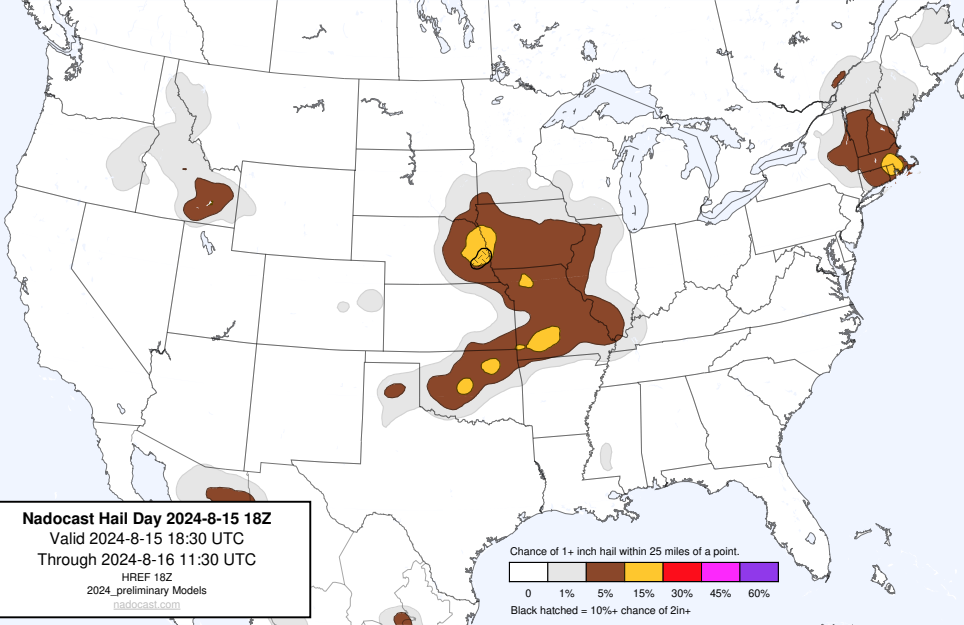 Nadocast Hail Day 2024-8-15 18Z
Valid 2024-8-15 18:30 UTC
Through 2024-8-16 11:30 UTC
HREF 18Z
2024_preliminary Models
nadocast.com
Chance of 1+ inch hail within 25 miles of a point.
0 1% 5% 15% 30% 45% 60%
Black hatched = 10%+ chance of 2in+